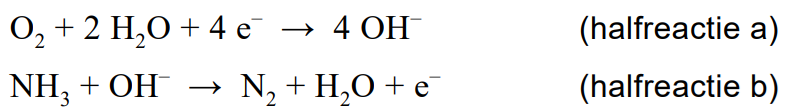 O₂ + 2 H₂O + 4 e⁻ → 4 OH⁻ (halfreactie a)
NH₃ + OH⁻ → N₂ + H₂O + e⁻ (halfreactie b)